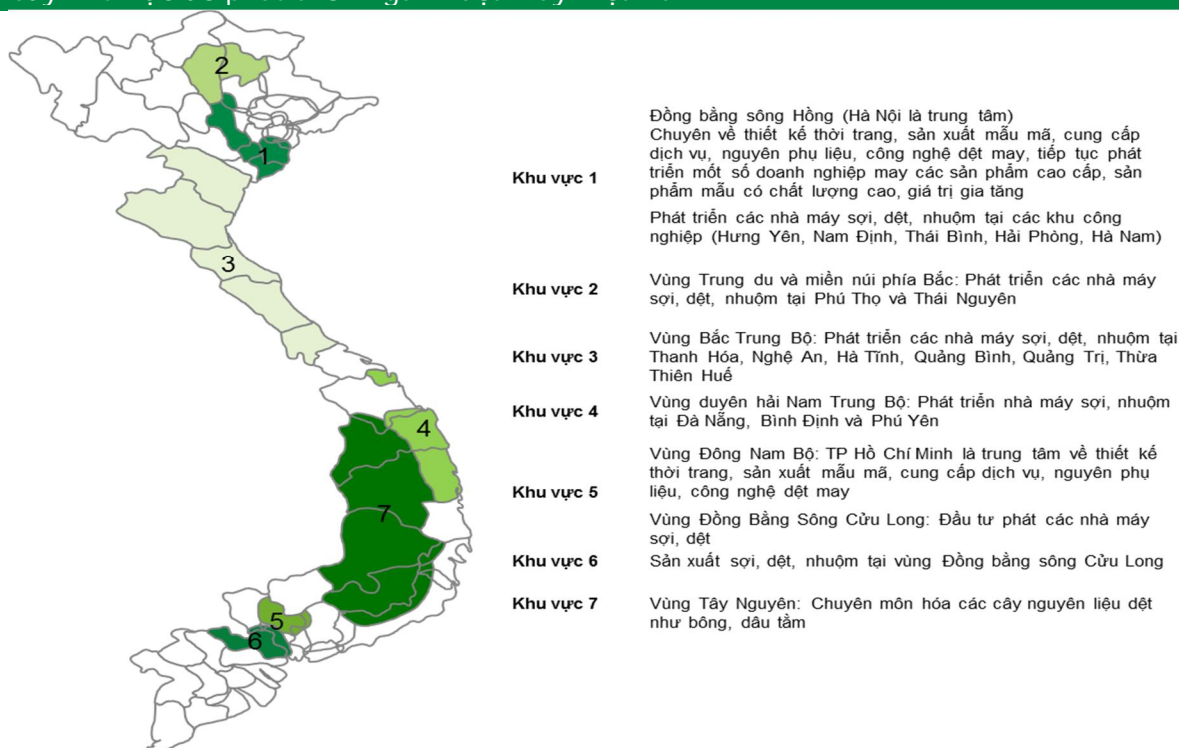 Đồng bằng sông Hồng (Hà Nội là trung tâm)
Chuyên về thiết kế thời trang, sản xuất mẫu mã, cung cấp
dịch vụ, nguyên phụ liệu, công nghệ dệt may, tiếp tục phát
triển mốt số doanh nghiệp may các sản phẩm cao cấp, sản
phẩm mẫu có chất lượng cao, giá trị gia tăng
Khu vực 1
Phát triển các nhà máy sợi, dệt, nhuộm tại các khu công
nghiệp (Hưng Yên, Nam Định, Thái Bình, Hải Phòng, Hà Nam)
Khu vực 2
Vùng Trung du và miền núi phía Bắc: Phát triển các nhà máy
sợi, dệt, nhuộm tại Phú Thọ và Thái Nguyên
Khu vực 3
Vùng Bắc Trung Bộ: Phát triển các nhà máy sợi, dệt, nhuộm tại
Thanh Hóa, Nghệ An, Hà Tĩnh, Quảng Bình, Quảng Trị, Thừa
Thiên Huế
Khu vực 4
Vùng duyên hải Nam Trung Bộ: Phát triển nhà máy sợi, nhuộm
tại Đà Nẵng, Bình Định và Phú Yên
Khu vực 5
Vùng Đông Nam Bộ: TP Hồ Chí Minh là trung tâm về thiết kế
thời trang, sản xuất mẫu mã, cung cấp dịch vụ, nguyên phụ
liệu, công nghệ dệt may
Vùng Đồng Bằng Sông Cửu Long: Đầu tư phát các nhà máy
sợi, dệt
Khu vực 6
Sản xuất sợi, dệt, nhuộm tại vùng Đồng bằng sông Cửu Long
Khu vực 7
Vùng Tây Nguyên: Chuyên môn hóa các cây nguyên liệu dệt
như bông, dâu tằm
2
1
3
4
7
5
6